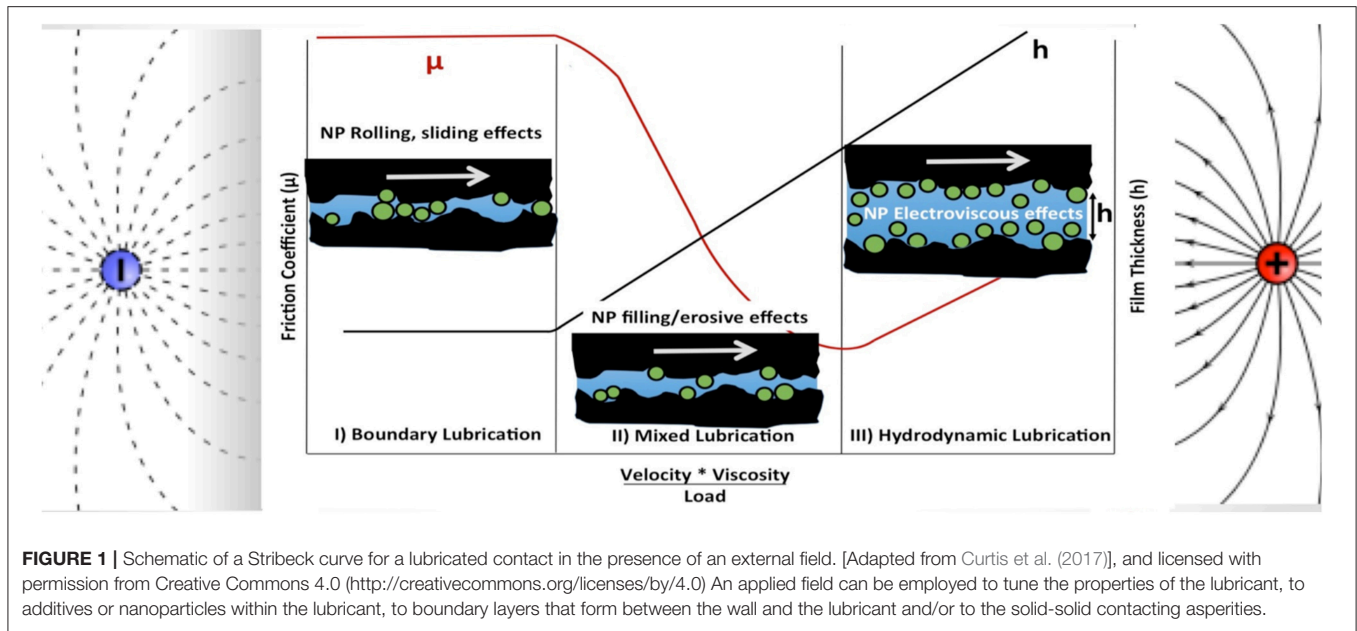 μ
h
NP Rolling, sliding effects
Friction Coefficient (μ)
NP Electroviscous effects
h
Film Thickness (h)
NP filling/erosive effects
I) Boundary Lubrication
II) Mixed Lubrication
III) Hydrodynamic Lubrication
Velocity * Viscosity
Load
FIGURE 1 | Schematic of a Stribeck curve for a lubricated contact in the presence of an external field. [Adapted from Curtis et al. (2017)], and licensed with
permission from Creative Commons 4.0 (http://creativecommons.org/licenses/by/4.0) An applied field can be employed to tune the properties of the lubricant, to
additives or nanoparticles within the lubricant, to boundary layers that form between the wall and the lubricant and/or to the solid-solid contacting asperities.